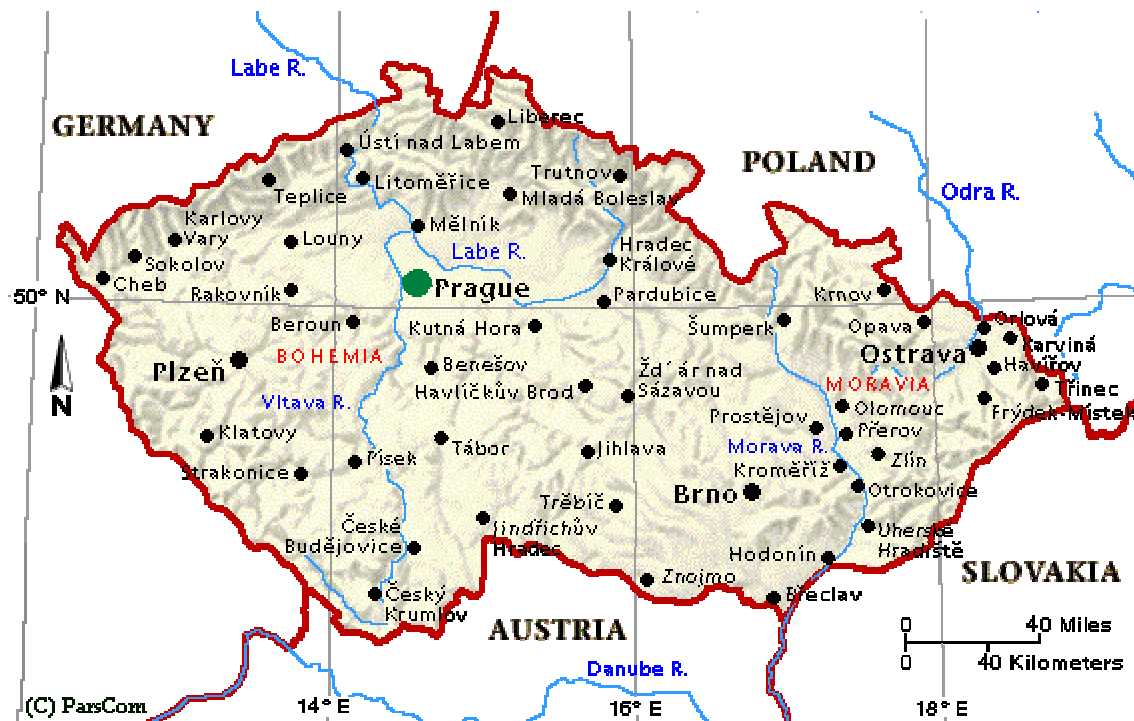 Labe R.
GERMANY
Liberec
Ústí nad Labem
POLAND
Teplice
Litoměřice
Trutnov
Mladá Boleslav
Odra R.
Karlovy
Vary
Louny
Mělník
Labe R.
Hradec
Králové
Sokolov
Cheb
Rakovník
Prague
Pardubice
Krnov
50° N
Beroun
Kutná Hora
Šumperk
Opava
Orlová
Karviná
Ostrava
Havířov
Plzeň
BOHEMIA
Benešov
Žd´ár nad
Sázavou
Havlíčkův Brod
MORAVIA
Třinec
N
Vltava R.
Prostějov
Olomouc
Frýdek-Místek
Klatovy
Tábor
Jihlava
Morava R.
Přerov
Zlín
Strakonice
Písek
Kroměříž
Brno
Otrokovice
Trěbíč
České
Budějovice
Jindřichův
Hradec
Uherské
Hradiště
Hodonín
Znojmo
SLOVAKIA
Český
Krumlov
Břeclav
AUSTRIA
0 40 Miles
0 40 Kilometers
Danube R.
(C) ParsCom
14° E
16° E
18° E